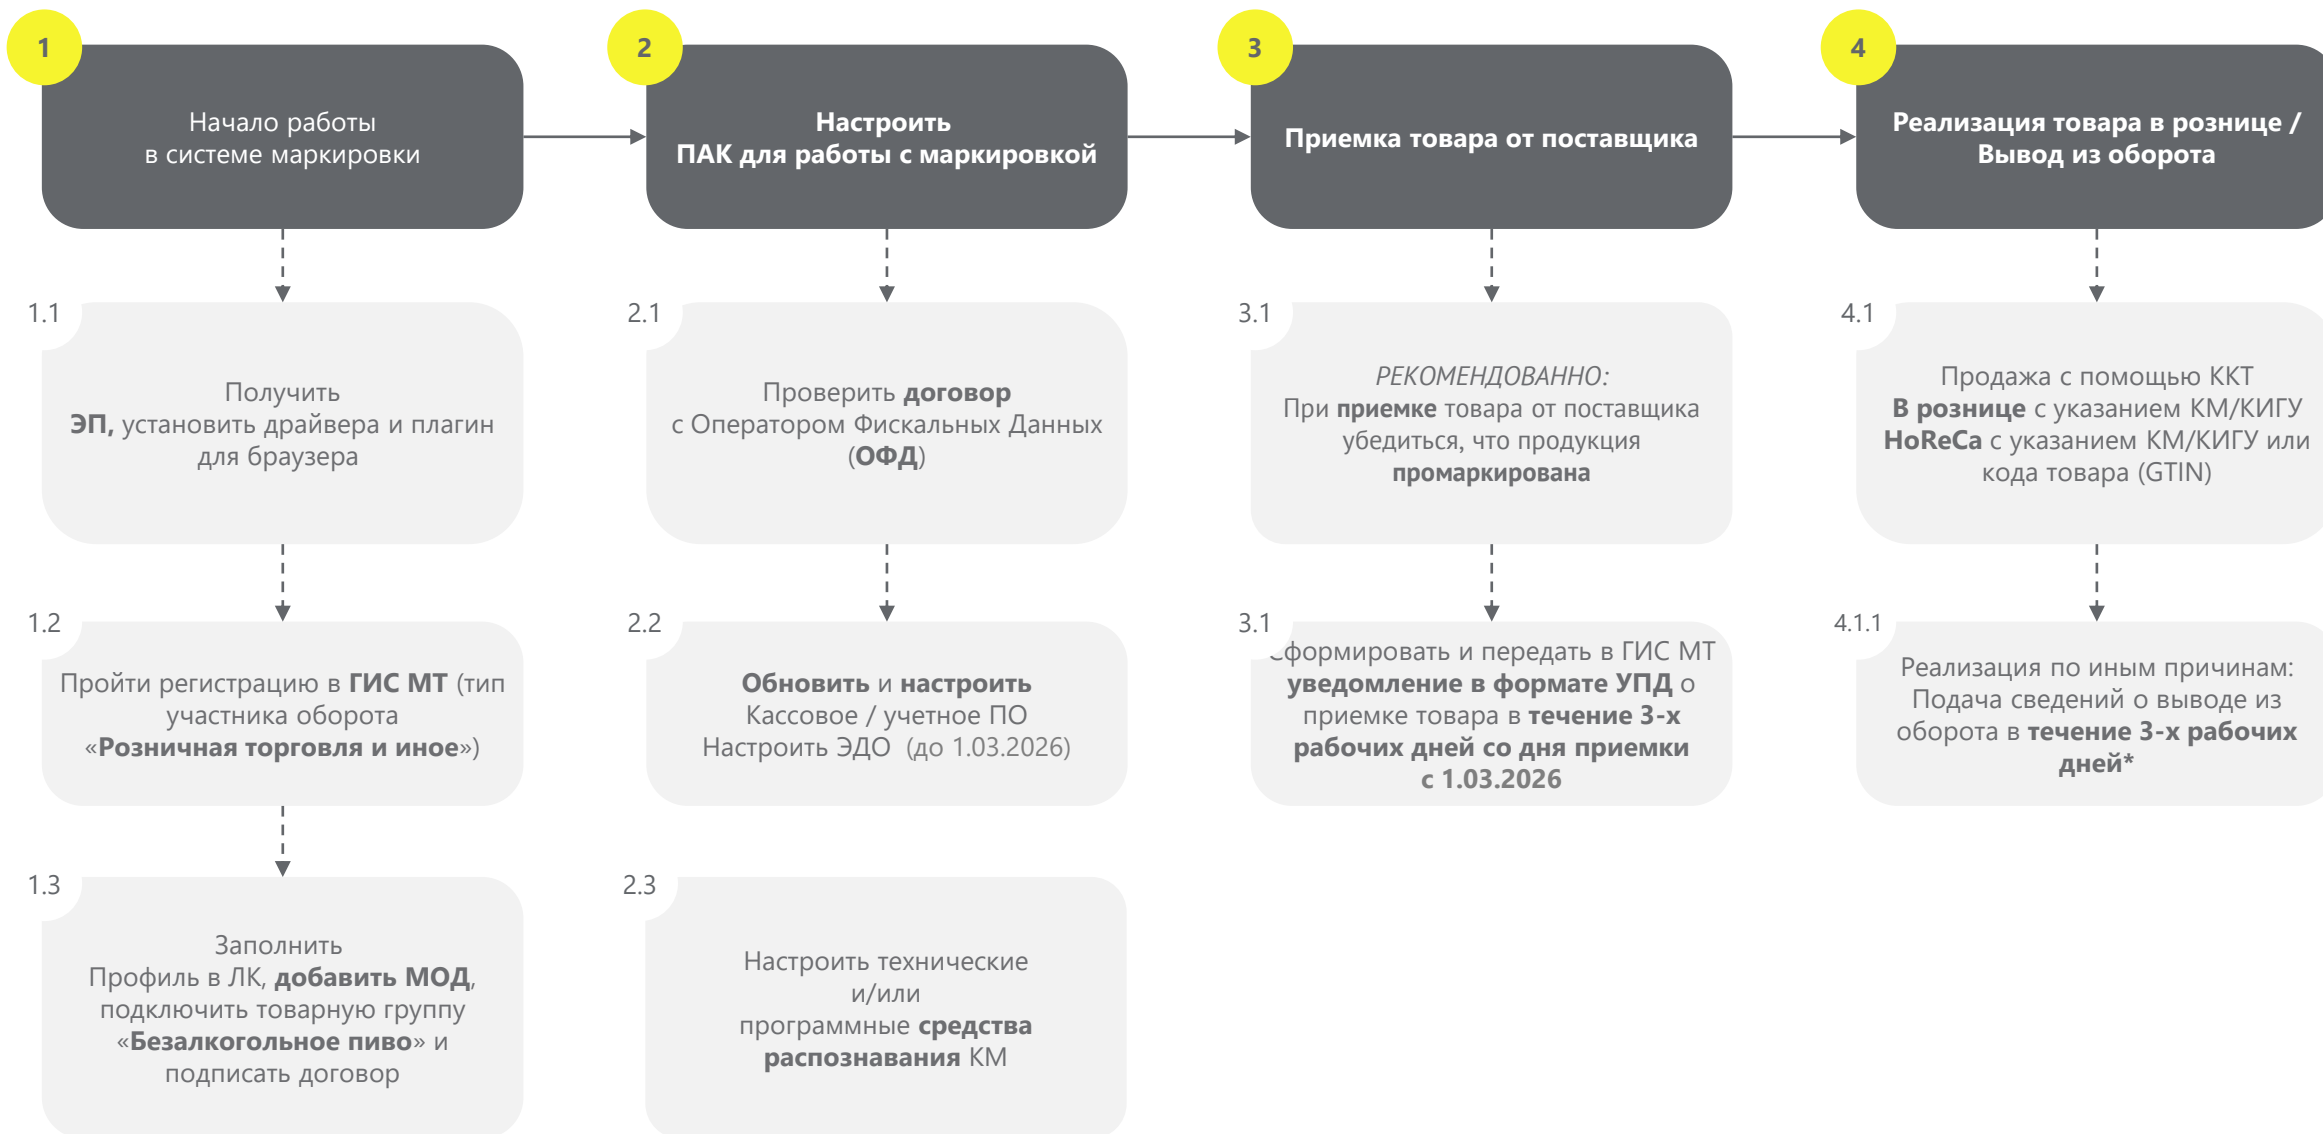 1
Начало работы
в системе маркировки
2
Настроить
ПАК для работы с маркировкой
3
Приемка товара от поставщика
4
Реализация товара в рознице /
Вывод из оборота
1.1
Получить
ЭП, установить драйвера и плагин
для браузера
2.1
Проверить договор
с Оператором Фискальных Данных
(ОФД)
3.1
РЕКОМЕНДОВАННО:
При приемке товара от поставщика
убедиться, что продукция
промаркирована
4.1
Продажа с помощью ККТ
В рознице с указанием КМ/КИГУ
HoReCa с указанием КМ/КИГУ или
кода товара (GTIN)
1.2
Пройти регистрацию в ГИС МТ (тип
участника оборота
«Розничная торговля и иное»)
2.2
Обновить и настроить
Кассовое / учетное ПО
Настроить ЭДО (до 1.03.2026)
3.1
Сформировать и передать в ГИС МТ
уведомление в формате УПД о
приемке товара в течение 3-х
рабочих дней со дня приемки
с 1.03.2026
4.1.1
Реализация по иным причинам:
Подача сведений о выводе из
оборота в течение 3-х рабочих
дней*
1.3
Заполнить
Профиль в ЛК, добавить МОД,
подключить товарную группу
«Безалкогольное пиво» и
подписать договор
2.3
Настроить технические
и/или
программные средства
распознавания КМ